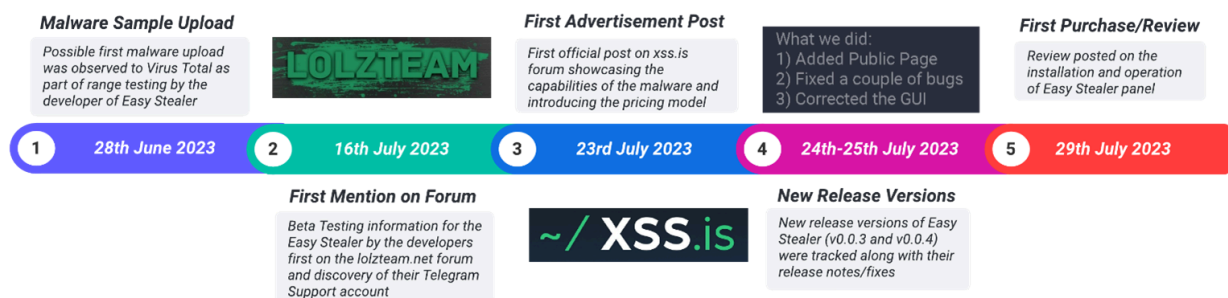 Malware Sample Upload
Possible first malware upload
was observed to Virus Total as
part of range testing by the
developer of Easy Stealer
LOLZTEAM
First Advertisement Post
First official post on xss.is
forum showcasing the
capabilities of the malware and
introducing the pricing model
What we did:
1) Added Public Page
2) Fixed a couple of bugs
3) Corrected the GUI
First Purchase/Review
Review posted on the
installation and operation
of Easy Stealer panel
1
28th June 2023
2
16th July 2023
3
23rd July 2023
4
24th-25th July 2023
5
29th July 2023
First Mention on Forum
Beta Testing information for the
Easy Stealer by the developers
first on the lolzteam.net forum
and discovery of their Telegram
Support account
~/ XSS.is
New Release Versions
New release versions of Easy
Stealer (v0.0.3 and v0.0.4)
were tracked along with their
release notes/fixes